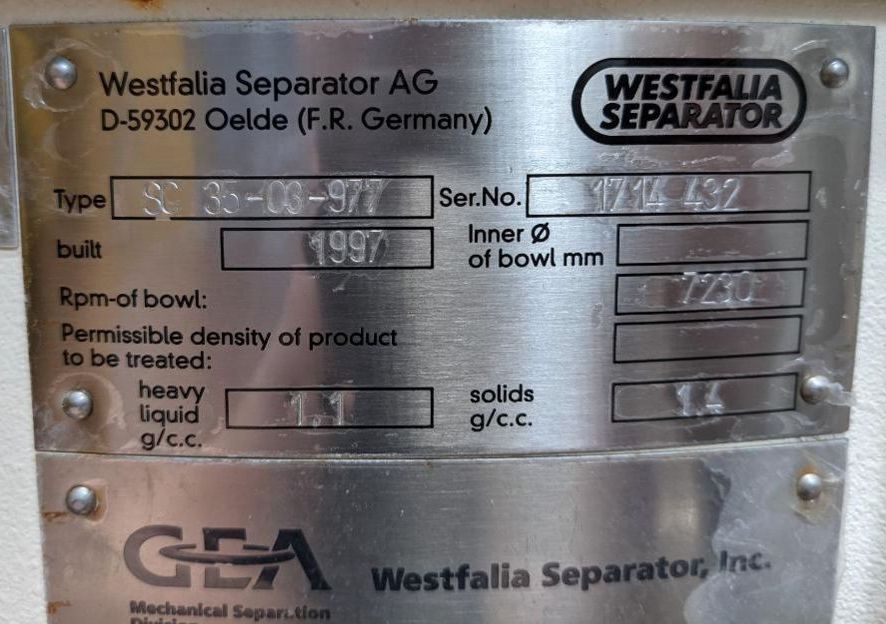 Westfalia Separator AG
D-59302 Oelde (F.R. Germany)
WESTFALIA
SEPARATOR
Type SC 35-03-977 Ser.No. 1714 432
built 1997 Inner Ø
of bowl mm
Rpm-of bowl: 7230
Permissible density of product
to be treated:
heavy
liquid
g/c.c. 1.1
solids
g/c.c. 1.4
GEA Westfalia Separator, Inc.
Mechanical Separation
Division